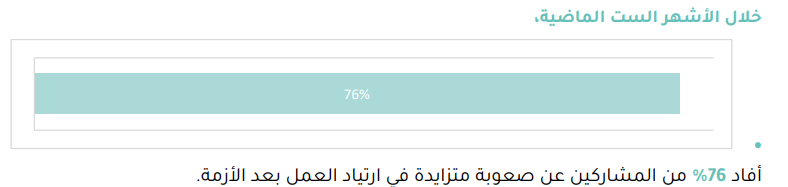 خلال الأشهر الست الماضية،
76%
أفاد 76% من المشاركين عن صعوبة متزايدة في ارتياد العمل بعد الأزمة.